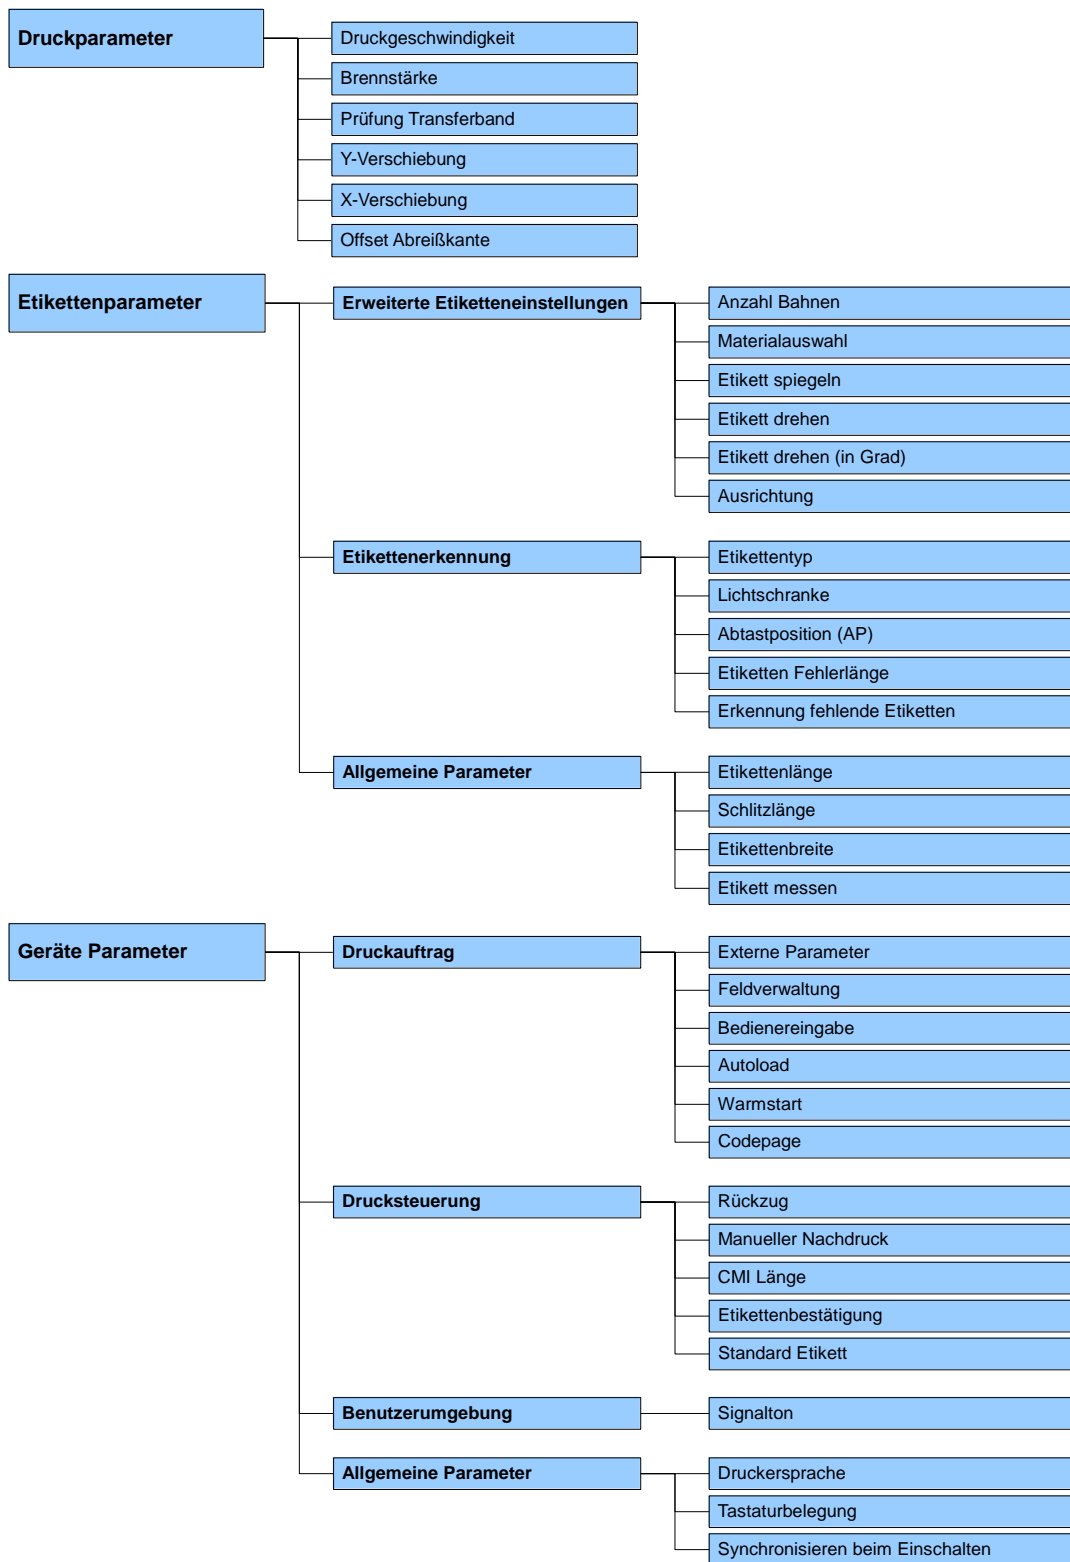 Druckparameter
Druckgeschwindigkeit
Brennstärke
Prüfung Transferband
Y-Verschiebung
X-Verschiebung
Offset Abreißkante
Etikettenparameter
Erweiterte Etiketteneinstellungen
Anzahl Bahnen
Materialauswahl
Etikett spiegeln
Etikett drehen
Etikett drehen (in Grad)
Ausrichtung
Etikettenerkennung
Etikettentyp
Lichtschranke
Abtastposition (AP)
Etiketten Fehlerlänge
Erkennung fehlende Etiketten
Allgemeine Parameter
Etikettenlänge
Schlitzlänge
Etikettenbreite
Etikett messen
Geräte Parameter
Druckauftrag
Externe Parameter
Feldverwaltung
Bedienereingabe
Autoload
Warmstart
Codepage
Drucksteuerung
Rückzug
Manueller Nachdruck
CMI Länge
Etikettenbestätigung
Standard Etikett
Benutzerumgebung
Signalton
Allgemeine Parameter
Druckersprache
Tastaturbelegung
Synchronisieren beim Einschalten